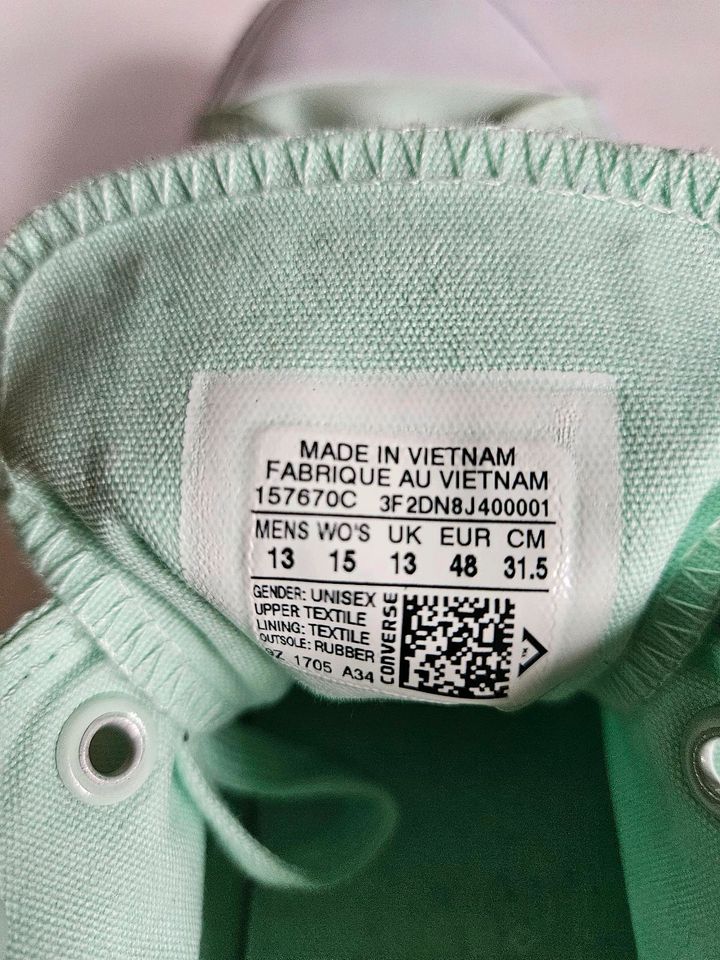 MADE IN VIETNAM
FABRIQUE AU VIETNAM
157670C 3F2DN8J400001
MENS WO'S UK EUR CM
13 15 13 48 31.5
GENDER: UNISEX
UPPER TEXTILE
LINING: TEXTILE
OUTSOLE: RUBBER
1705 A34
CONVERSE
TM